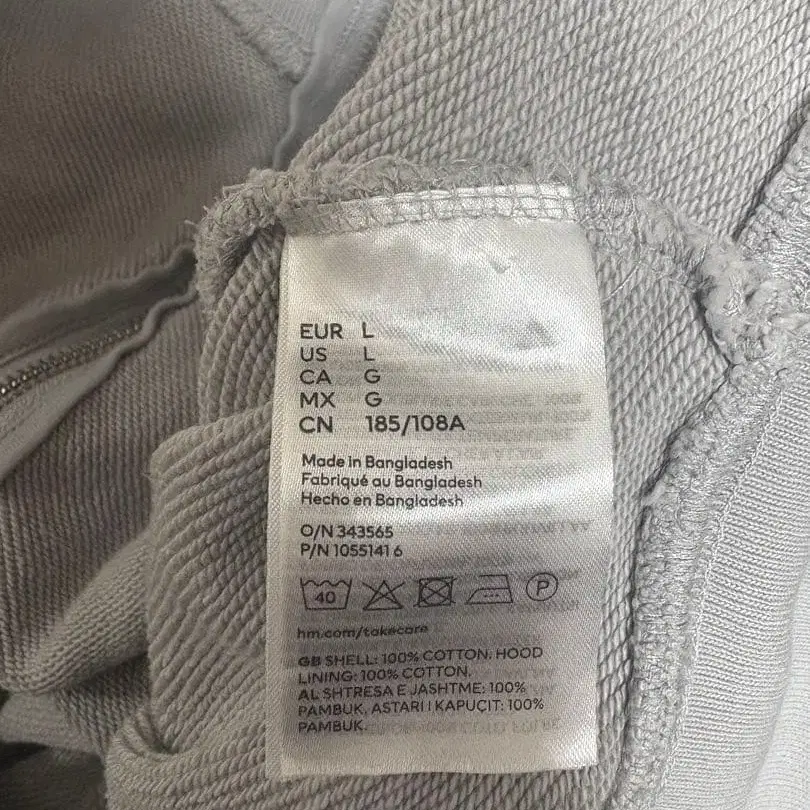 EUR L
US L
CA G
MX G
CN 185/108A
Made in Bangladesh
Fabriqué au Bangladesh
Hecho en Bangladesh
O/N 343565
P/N 1055141 6
40 P
hm.com/takecare
GB SHELL: 100% COTTON. HOOD
LINING: 100% COTTON.
AL SHTRESA E JASHTME: 100%
PAMBUK, ASTARI I KAPUÇIT: 100%
PAMBUK.